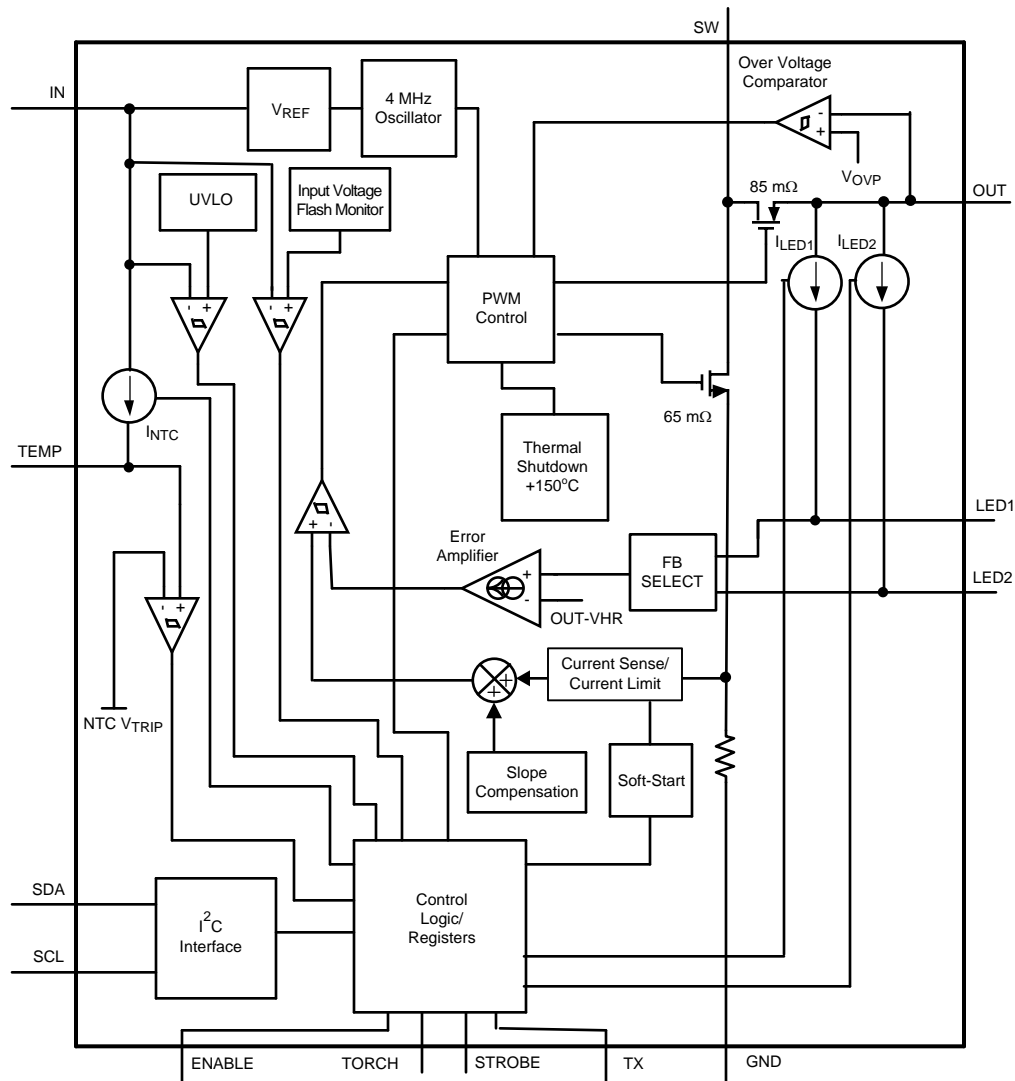 SW
Over Voltage
Comparator
IN
VREF
4 MHz
Oscillator
-
+
VOVP
UVLO
Input Voltage
Flash Monitor
85 mΩ
OUT
ILED1
ILED2
- +
- +
PWM
Control
65 mΩ
INTC
TEMP
Thermal
Shutdown
+150°C
+ -
LED1
Error
Amplifier
+
-
FB
SELECT
LED2
OUT-VHR
- +
Current Sense/
Current Limit
+
+
NTC VTRIP
Slope
Compensation
Soft-Start
SDA
I2C
Interface
Control
Logic/
Registers
SCL
ENABLE
TORCH
STROBE
TX
GND